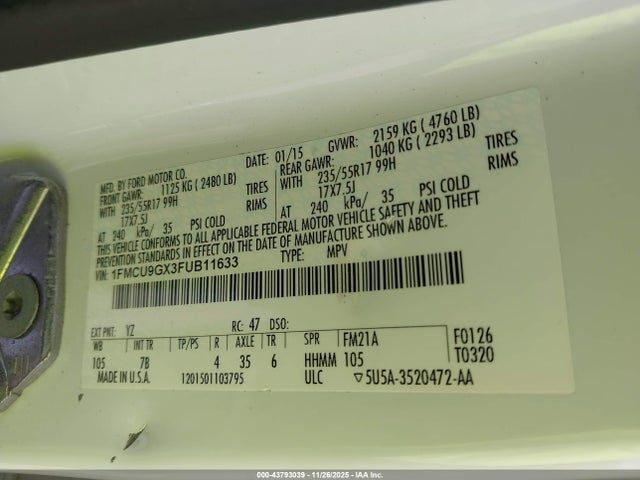 MFD. BY FORD MOTOR CO. DATE: 01/15 GVWR: 2159 KG ( 4760 LB)
FRONT GAWR: 1125 KG ( 2480 LB) REAR GAWR: 1040 KG ( 2293 LB)
WITH 235/55R17 99H TIRES WITH 235/55R17 99H TIRES
17X7.5J RIMS 17X7.5J RIMS
AT 240 kPa/ 35 PSI COLD AT 240 kPa/ 35 PSI COLD
THIS VEHICLE CONFORMS TO ALL APPLICABLE FEDERAL MOTOR VEHICLE SAFETY AND THEFT
PREVENTION STANDARDS IN EFFECT ON THE DATE OF MANUFACTURE SHOWN ABOVE.
VIN: 1FMCU9GX3FUB11633 TYPE: MPV
EXT PNT: YZ RC: 47 DSO:
WB INT TR TP/PS R AXLE TR SPR FM21A F0126
105 7B 4 35 6 HHMM 105 T0320
MADE IN U.S.A. 1201501103795 ULC ▽5U5A-3520472-AA
000-43793039 - 11/26/2025 - IAA Inc.